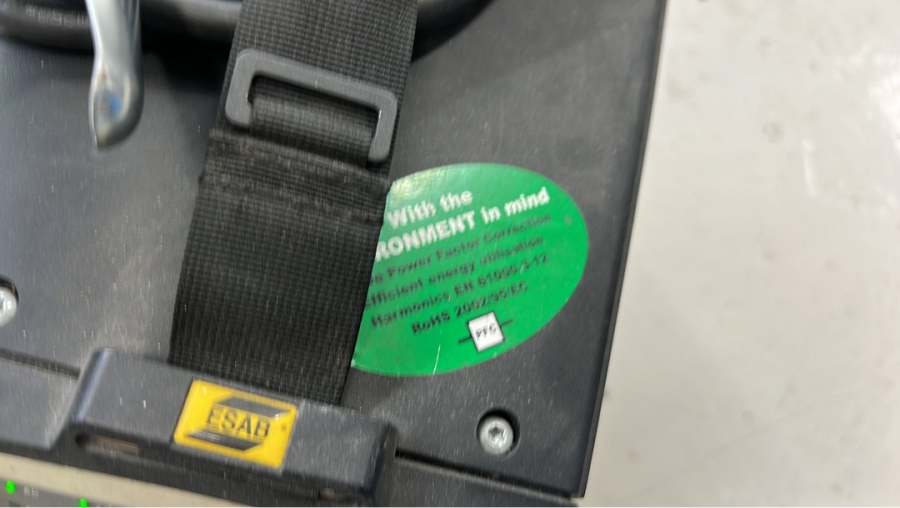 With the
RONMENT in mind
Power Factor Correction
fficient energy utilisation
Harmonics EN 61000-3-12
RoHS 2002/95/EC
PFC
ESAB